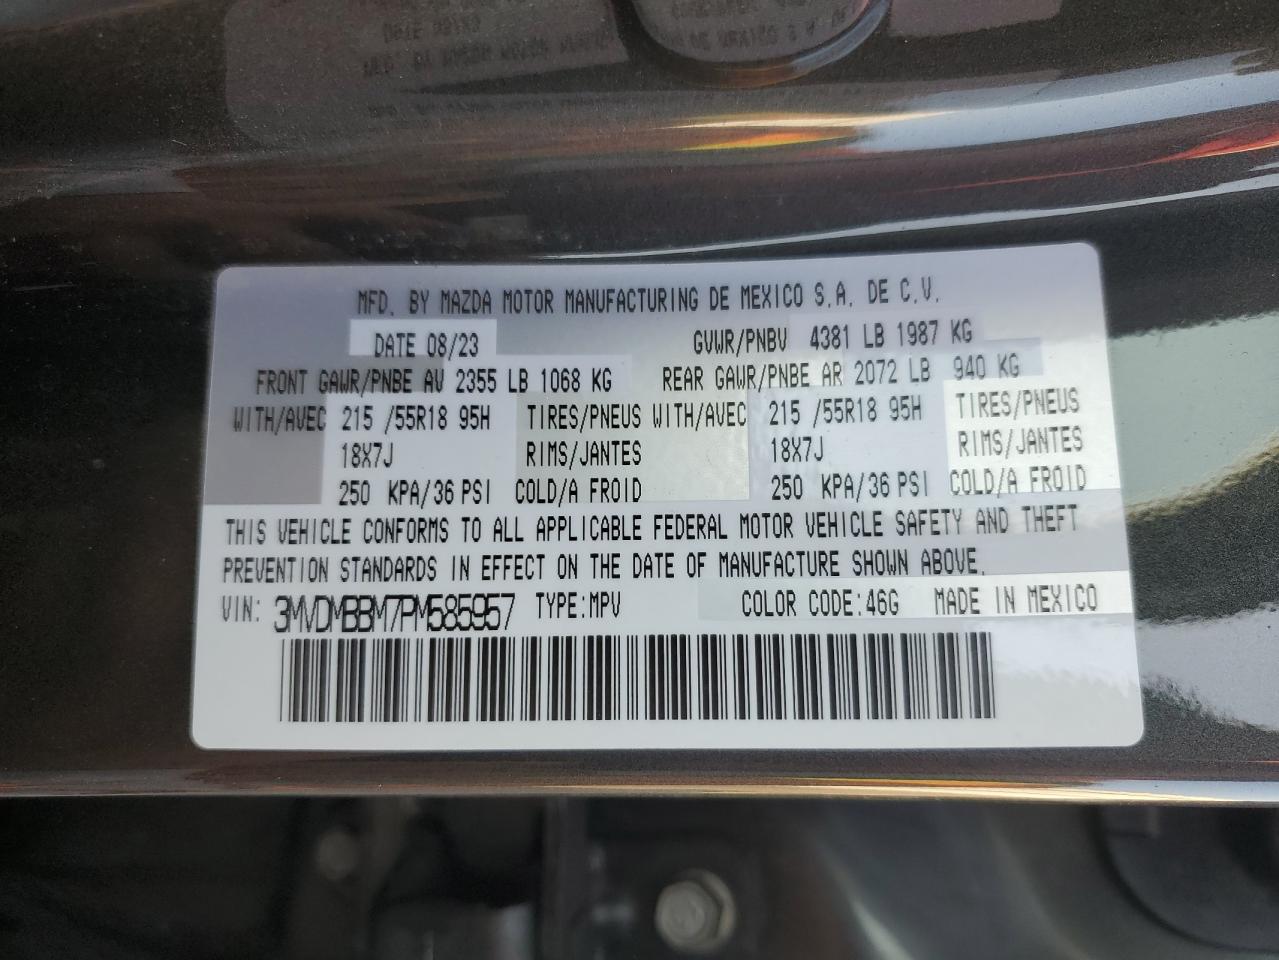 MFD. BY MAZDA MOTOR MANUFACTURING DE MEXICO S.A. DE C.V.
DATE 08/23 GVWR/PNBV 4381 LB 1987 KG
FRONT GAWR/PNBE AV 2355 LB 1068 KG REAR GAWR/PNBE AR 2072 LB 940 KG
WITH/AVEC 215 /55R18 95H TIRES/PNEUS WITH/AVEC 215 /55R18 95H TIRES/PNEUS
18X7J RIMS/JANTES 18X7J RIMS/JANTES
250 KPA/36 PSI COLD/A FROID 250 KPA/36 PSI COLD/A FROID
THIS VEHICLE CONFORMS TO ALL APPLICABLE FEDERAL MOTOR VEHICLE SAFETY AND THEFT
PREVENTION STANDARDS IN EFFECT ON THE DATE OF MANUFACTURE SHOWN ABOVE.
VIN: 3MVDMBBM7PM585957 TYPE:MPV COLOR CODE:46G MADE IN MEXICO